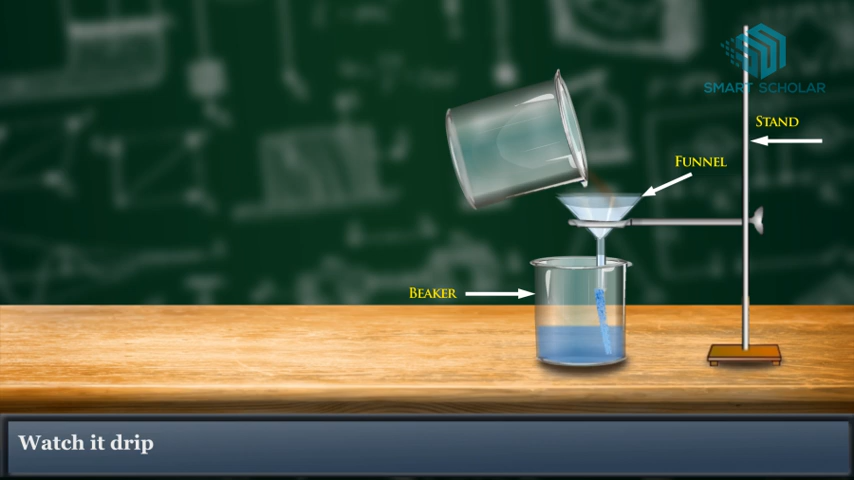 SMART SCHOLAR
STAND
FUNNEL
BEAKER
Watch it drip